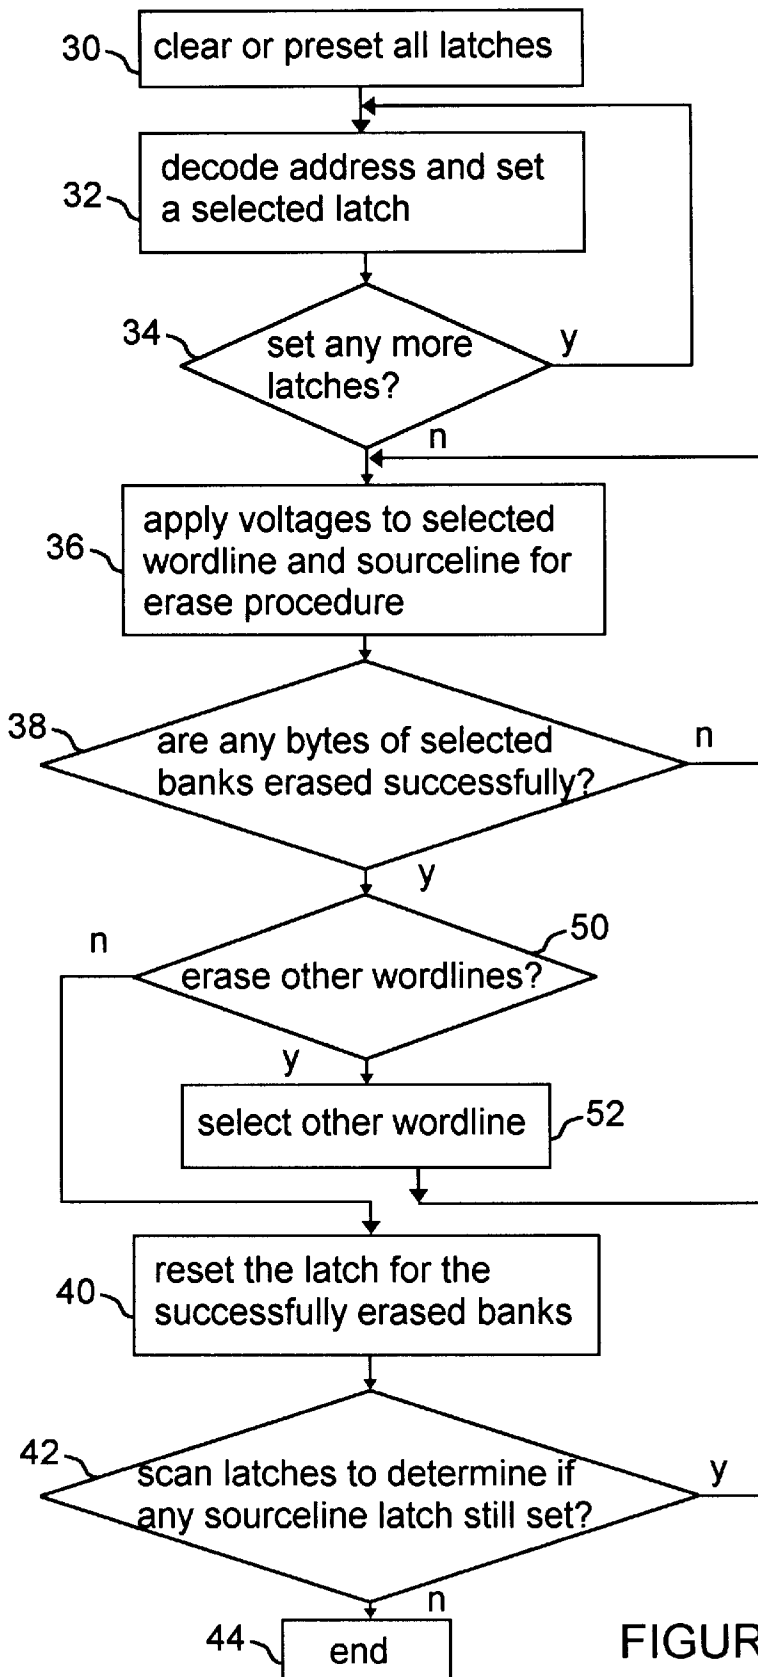 30
clear or preset all latches
32
decode address and set
a selected latch
34
set any more
latches?
y
n
36
apply voltages to selected
wordline and sourceline for
erase procedure
38
are any bytes of selected
banks erased successfully?
n
y
50
n
erase other wordlines?
y
select other wordline
52
40
reset the latch for the
successfully erased banks
42
scan latches to determine if
any sourceline latch still set?
y
n
44
end
FIGUR